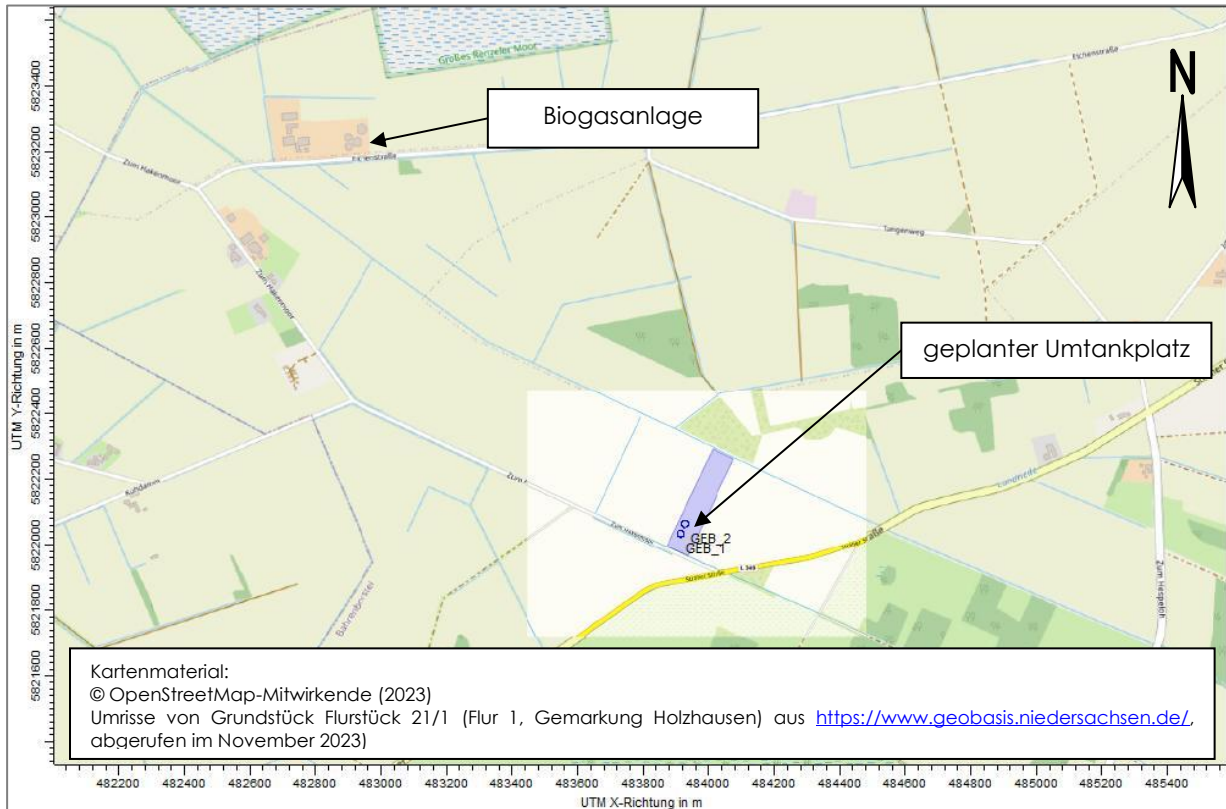 Großes Renzeler Moor
Eichenstraße
N
Biogasanlage
Eichenstraße
Zum Hakenmoor
Tangenweg
Zum Hakenmoor
geplanter Umtankplatz
Kuhdamm
Zum Hakenmoor
Landriede
GEB_2
GEB_1
L 349
Bahrenborstel
Zum Hespeloh
Kartenmaterial:
© OpenStreetMap-Mitwirkende (2023)
Umrisse von Grundstück Flurstück 21/1 (Flur 1, Gemarkung Holzhausen) aus https://www.geobasis.niedersachsen.de/,
abgerufen im November 2023)
UTM Y-Richtung in m
5823400
5823200
5823000
5822800
5822600
5822400
5822200
5822000
5821800
5821600
482200 482400 482600 482800 483000 483200 483400 483600 483800 484000 484200 484400 484600 484800 485000 485200 485400
UTM X-Richtung in m